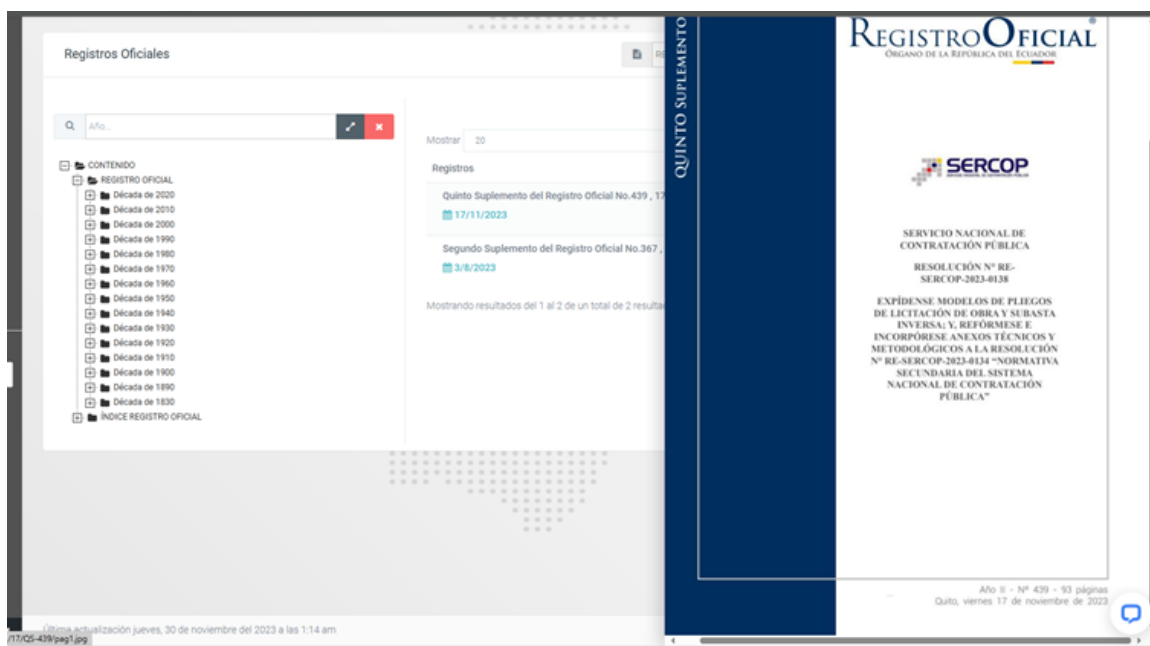 Registros Oficiales
RE
Año...
CONTENIDO
REGISTRO OFICIAL
Década de 2020
Década de 2010
Década de 2000
Década de 1990
Década de 1980
Década de 1970
Década de 1960
Década de 1950
Década de 1940
Década de 1930
Década de 1920
Década de 1910
Década de 1900
Década de 1890
Década de 1830
ÍNDICE REGISTRO OFICIAL
Mostrar 20
Registros
Quinto Suplemento del Registro Oficial No.439 , 17
17/11/2023
Segundo Suplemento del Registro Oficial No.367 ,
3/8/2023
Mostrando resultados del 1 al 2 de un total de 2 resulta
Última actualización jueves, 30 de noviembre del 2023 a las 1:14 am
/17/QS-439/pag1.jpg
QUINTO SUPLEMENTO
REGISTRO OFICIAL
ÓRGANO DE LA REPÚBLICA DEL ECUADOR
SERCOP
SERVICIO NACIONAL DE
CONTRATACIÓN PÚBLICA
RESOLUCIÓN Nº RE-
SERCOP-2023-0138
EXPÍDENSE MODELOS DE PLIEGOS
DE LICITACIÓN DE OBRA Y SUBASTA
INVERSA; Y, REFÓRMESE E
INCORPÓRESE ANEXOS TÉCNICOS Y
METODOLÓGICOS A LA RESOLUCIÓN
Nº RE-SERCOP-2023-0134 “NORMATIVA
SECUNDARIA DEL SISTEMA
NACIONAL DE CONTRATACIÓN
PÚBLICA”
Año II - Nº 439 - 93 páginas
Quito, viernes 17 de noviembre de 2023